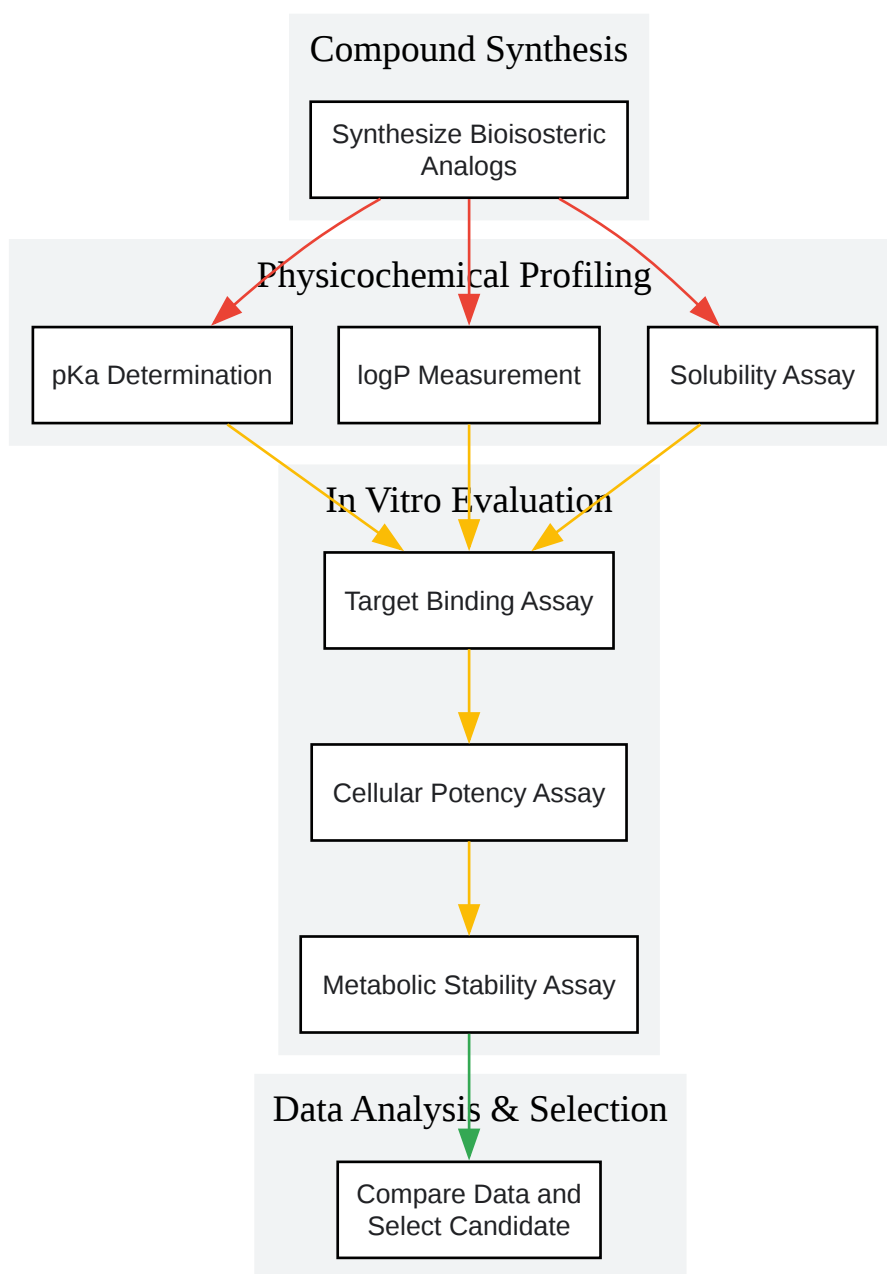 Compound Synthesis
Synthesize Bioisosteric
Analogs
Physicochemical Profiling
pKa Determination
logP Measurement
Solubility Assay
In Vitro Evaluation
Target Binding Assay
Cellular Potency Assay
Metabolic Stability Assay
Data Analysis & Selection
Compare Data and
Select Candidate